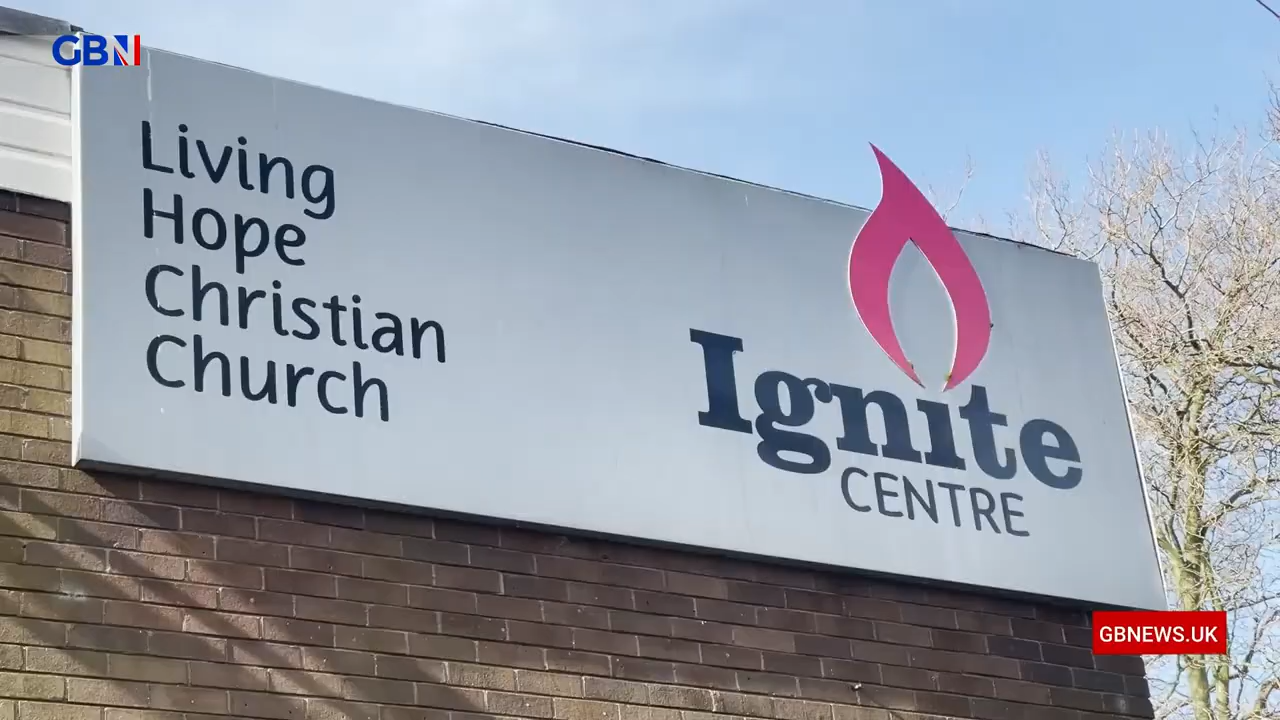 GBN
Living
Hope
Christian
Church
Ignite
CENTRE
GBNEWS.UK